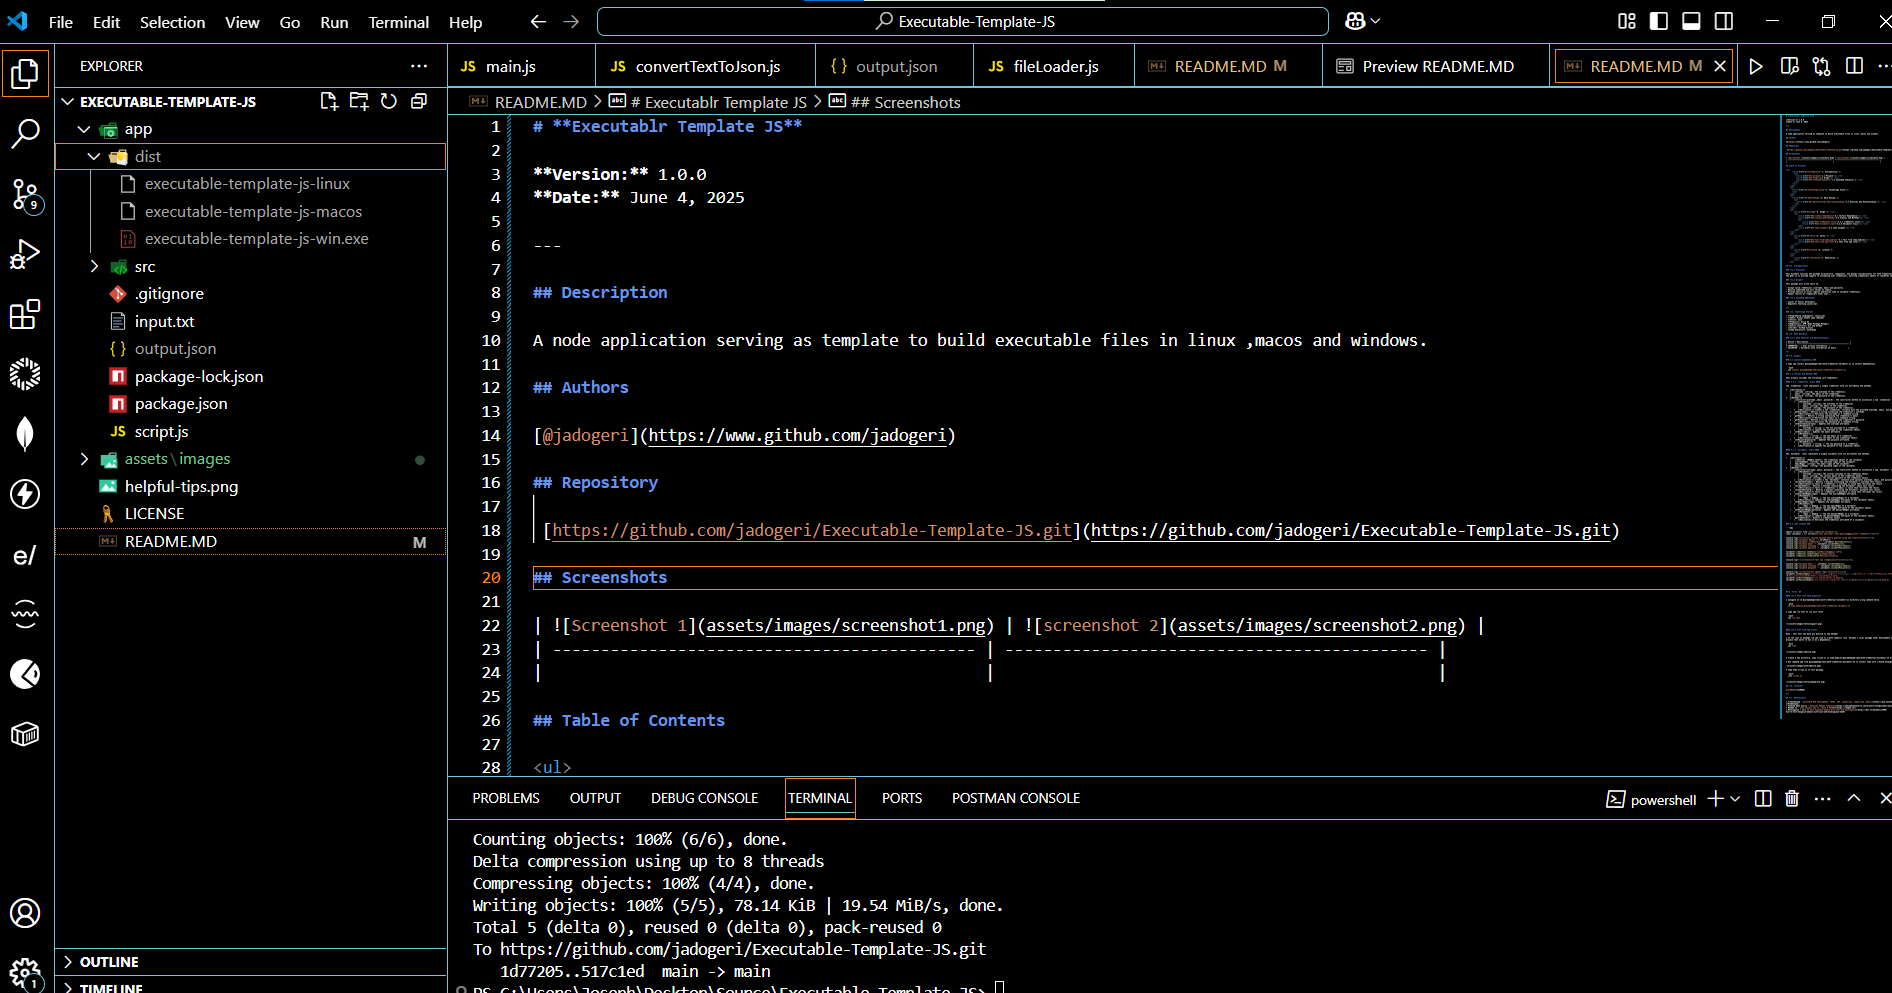 File Edit Selection View Go Run Terminal Help
Executable-Template-JS
EXPLORER
EXECUTABLE-TEMPLATE-JS
app
dist
executable-template-js-linux
executable-template-js-macos
executable-template-js-win.exe
src
.gitignore
input.txt
output.json
package-lock.json
package.json
JS script.js
assets\images
helpful-tips.png
LICENSE
README.MD M
OUTLINE
TIMELINE
9
e/
1
JS main.js
JS convertTextToJson.js
{} output.json
JS fileLoader.js
README.MD M
Preview README.MD
README.MD M
README.MD > # Executablr Template JS > ## Screenshots
1 # **Executablr Template JS**
2
3 **Version:** 1.0.0
4 **Date:** June 4, 2025
5
6 ---
7
8 ## Description
9
10 A node application serving as template to build executable files in linux ,macos and windows.
11
12 ## Authors
13
14 [@jadogeri](https://www.github.com/jadogeri)
15
16 ## Repository
17
18 [https://github.com/jadogeri/Executable-Template-JS.git](https://github.com/jadogeri/Executable-Template-JS.git)
19
20 ## Screenshots
21
22 | ![Screenshot 1](assets/images/screenshot1.png) | ![screenshot 2](assets/images/screenshot2.png) |
23 | -------------------------------------------- | -------------------------------------------- |
24 | | |
25
26 ## Table of Contents
27
28 <ul>
PROBLEMS OUTPUT DEBUG CONSOLE TERMINAL PORTS POSTMAN CONSOLE
powershell
Counting objects: 100% (6/6), done.
Delta compression using up to 8 threads
Compressing objects: 100% (4/4), done.
Writing objects: 100% (5/5), 78.14 KiB | 19.54 MiB/s, done.
Total 5 (delta 0), reused 0 (delta 0), pack-reused 0
To https://github.com/jadogeri/Executable-Template-JS.git
1d77205..517c1ed main -> main
PS C:\Users\Joseph\Desktop\Source\Executable-Template-JS>